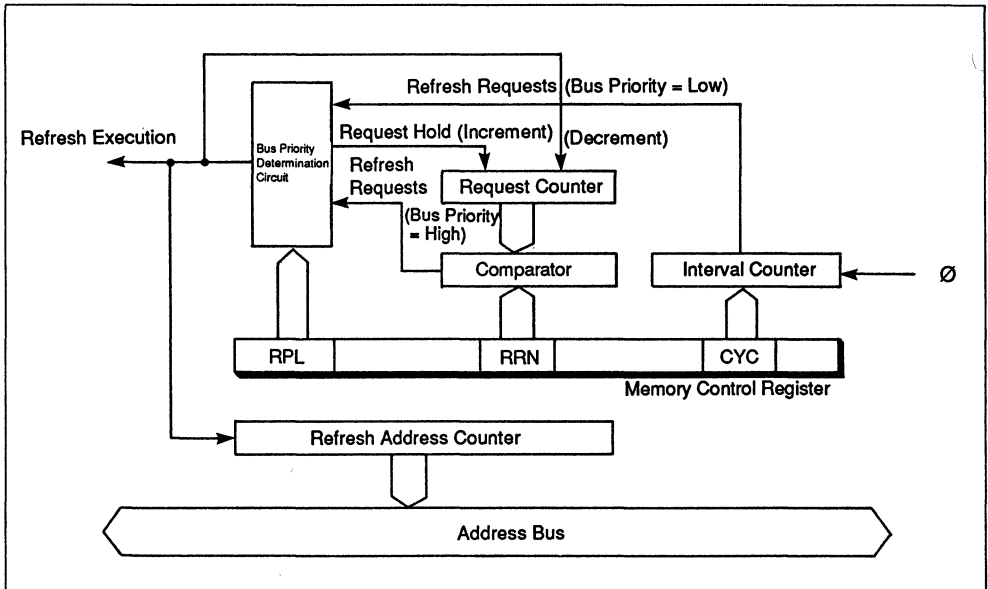 Refresh Requests (Bus Priority = Low)
Refresh Execution
Bus Priority
Determination
Circuit
Request Hold (Increment)
(Decrement)
Refresh
Requests
(Bus Priority
= High)
Request Counter
Comparator
Interval Counter
Ø
RPL
RRN
CYC
Memory Control Register
Refresh Address Counter
Address Bus